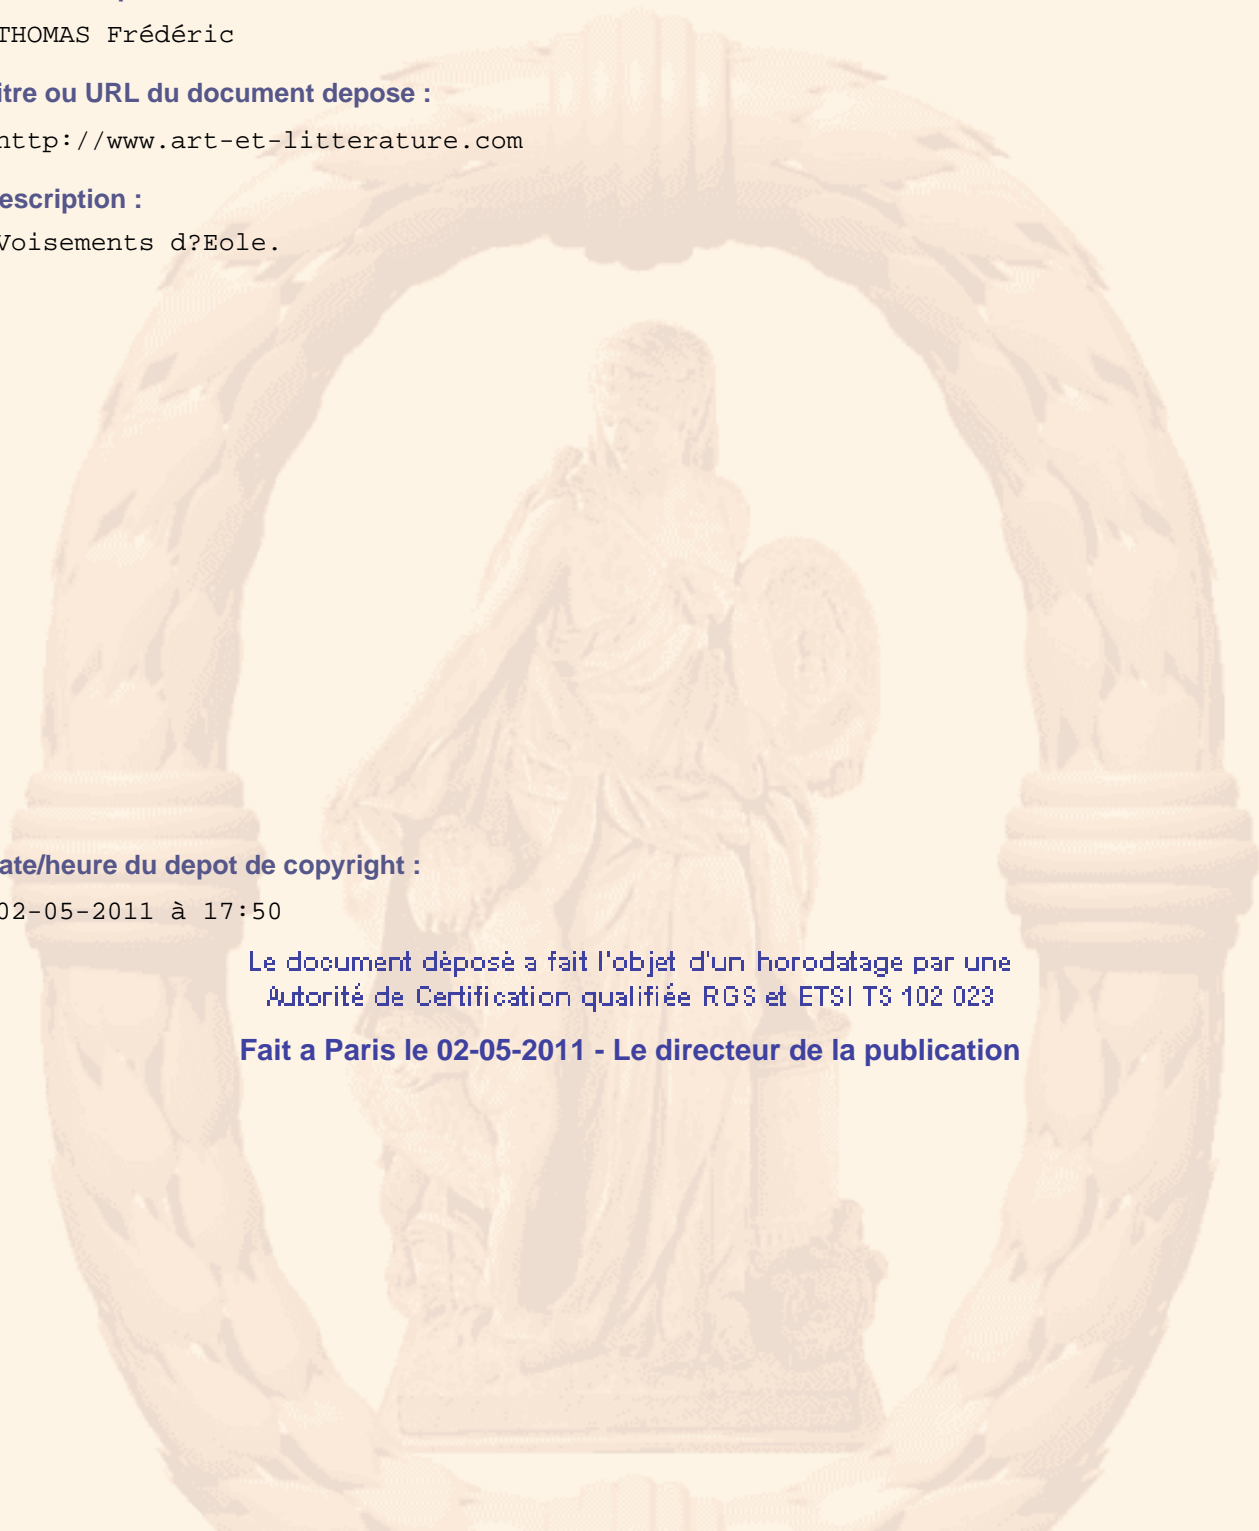 THOMAS Frédéric
itre ou URL du document depose :
http://www.art-et-litterature.com
escription :
Voisements d?Eole.
ate/heure du depot de copyright :
02-05-2011 à 17:50
Le document déposé a fait l'objet d'un horodatage par une
Autorité de Certification qualifiée RGS et ETSI TS 102 023
Fait a Paris le 02-05-2011 - Le directeur de la publication